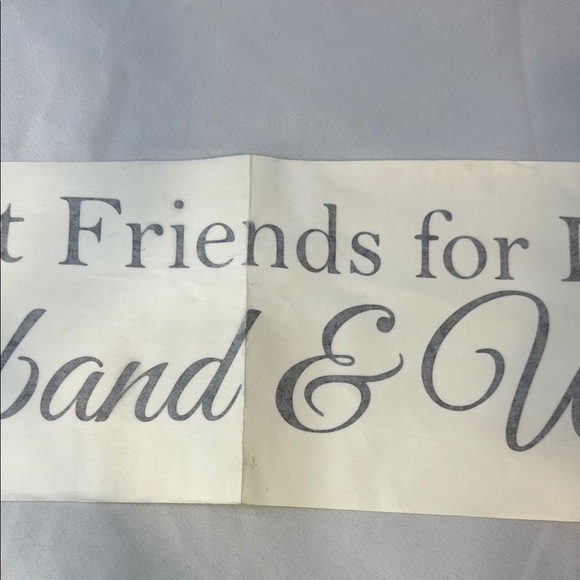 t Friends for
band &